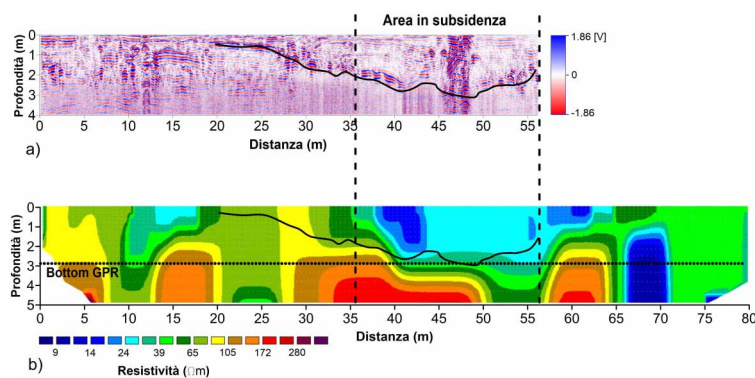 Area in subsidenza
Profondità (m)
0
1
2
3
4
0 5 10 15 20 25 30 35 40 45 50 55
Distanza (m)
a)
1.86 [V]
0
-1.86
Profondità (m)
0
1
2
3
4
5
Bottom GPR
0 5 10 15 20 25 30 35 40 45 50 55 60 65 70 75 80
Distanza (m)
9 14 24 39 65 105 172 280
b)
Resistività (Ωm)